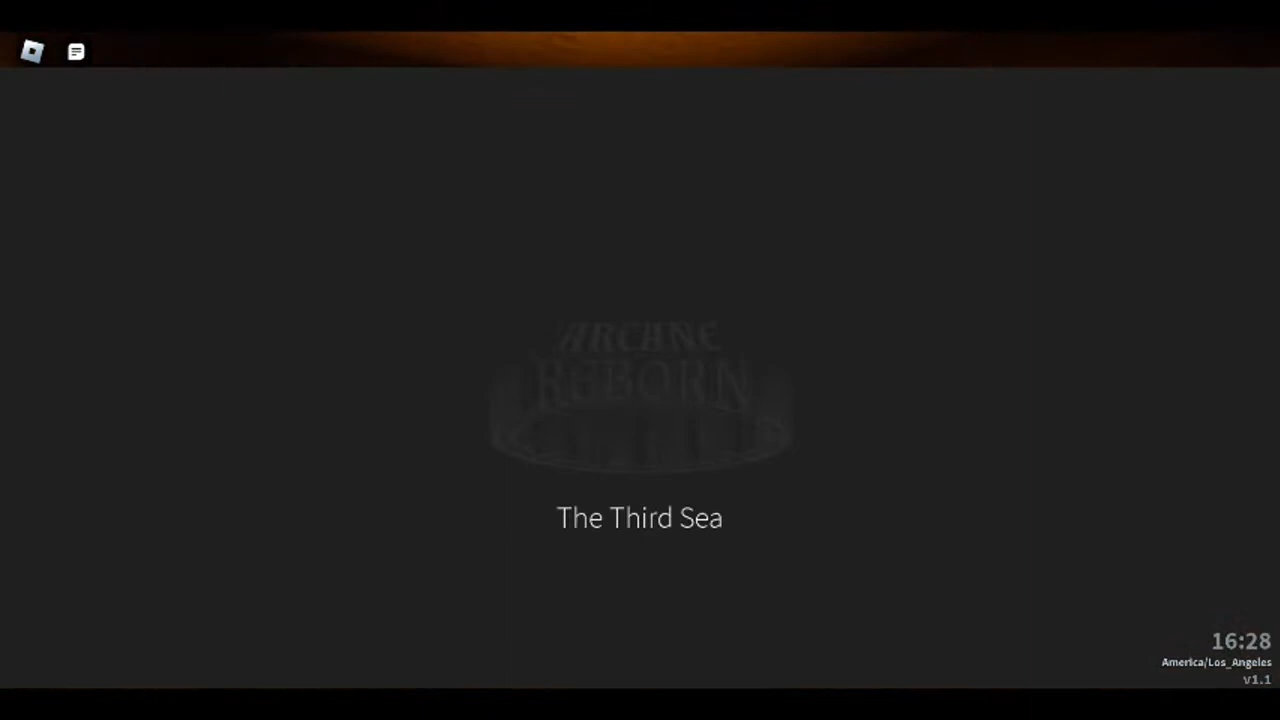 ARCANE
REBORN
The Third Sea
16:28
America/Los_Angeles
v1.1